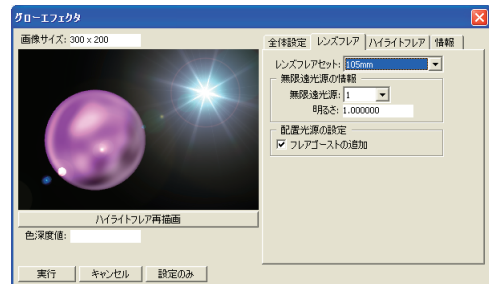 グローエフェクタ
画像サイズ: 300 x 200
ハイライトフレア再描画
色深度値:
実行 キャンセル 設定のみ
全体設定 レンズフレア ハイライトフレア 情報
レンズフレアセット: 105mm
無限遠光源の情報
無限遠光源: 1
明るさ: 1.000000
配置光源の設定
フレアゴーストの追加